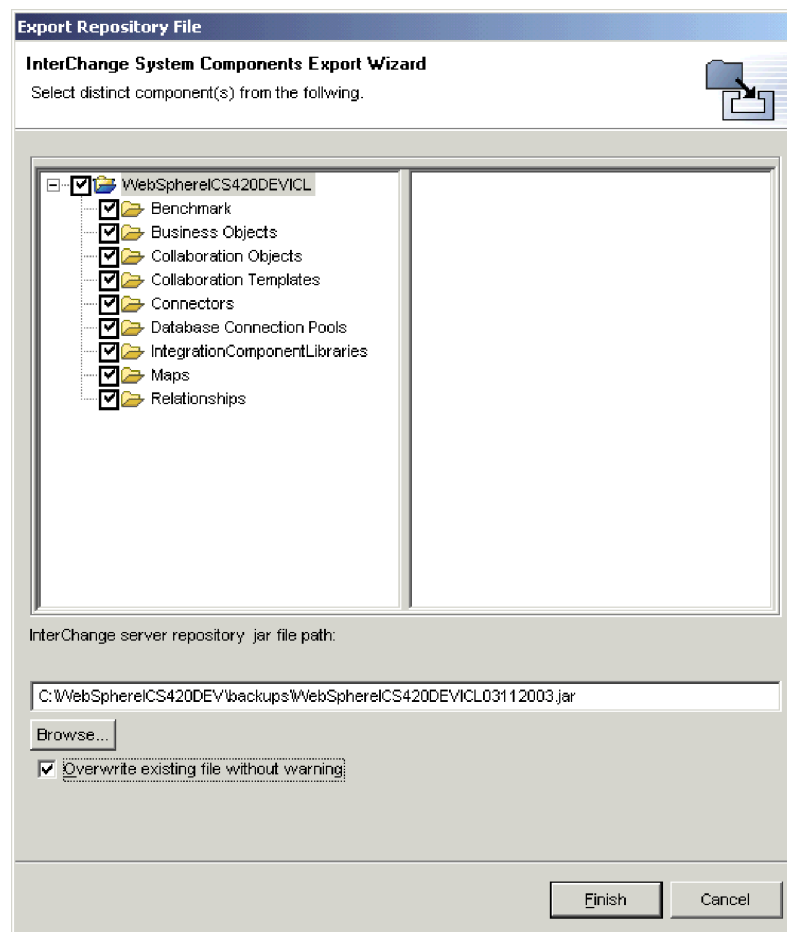 Export Repository File
InterChange System Components Export Wizard
Select distinct component(s) from the follwing.
WebSphereICS420DEVICL
Benchmark
Business Objects
Collaboration Objects
Collaboration Templates
Connectors
Database Connection Pools
IntegrationComponentLibraries
Maps
Relationships
InterChange server repository jar file path:
C:\WebSphereICS420DEV\backups\WebSphereICS420DEVICL03112003.jar
Browse...
Overwrite existing file without warning
Finish
Cancel